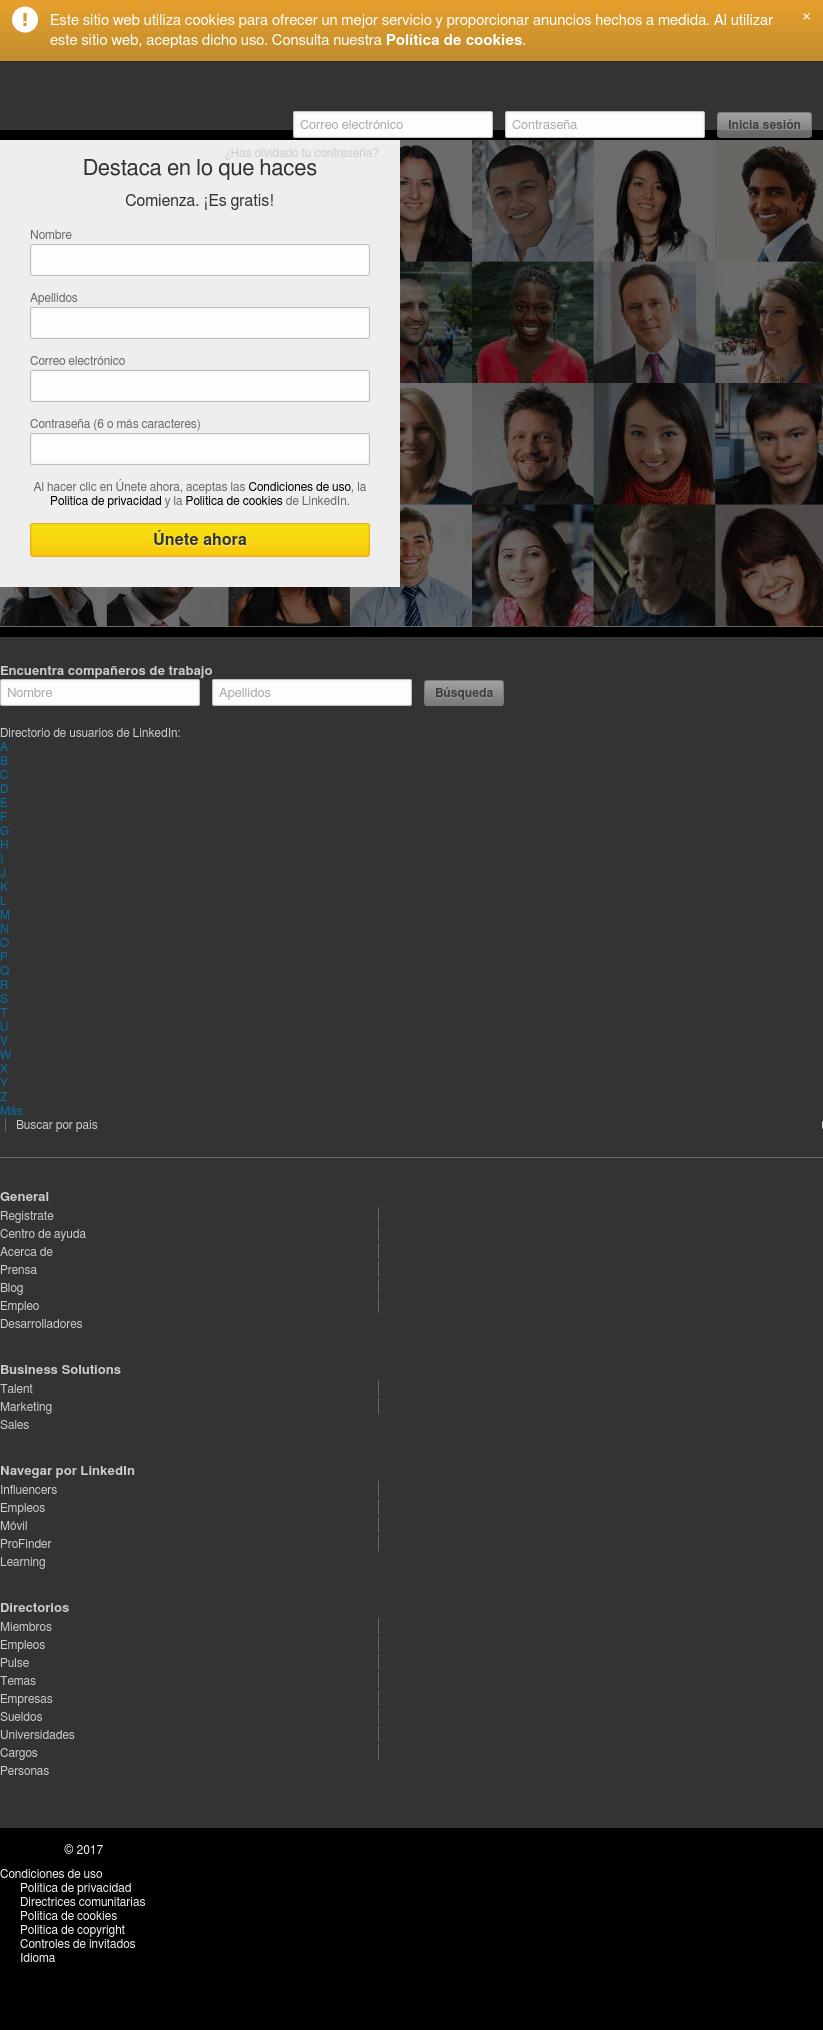 Este sitio web utiliza cookies para ofrecer un mejor servicio y proporcionar anuncios hechos a medida. Al utilizar
este sitio web, aceptas dicho uso. Consulta nuestra Política de cookies.
×
Correo electrónico
Contraseña
Inicia sesión
¿Has olvidado tu contraseña?
Destaca en lo que haces
Comienza. ¡Es gratis!
Nombre
Apellidos
Correo electrónico
Contraseña (6 o más caracteres)
Al hacer clic en Únete ahora, aceptas las Condiciones de uso, la
Política de privacidad y la Política de cookies de LinkedIn.
Únete ahora
Encuentra compañeros de trabajo
Nombre
Apellidos
Búsqueda
Directorio de usuarios de LinkedIn:
A
B
C
D
E
F
G
H
I
J
K
L
M
N
O
P
Q
R
S
T
U
V
W
X
Y
Z
Más
Buscar por país
General
Regístrate
Centro de ayuda
Acerca de
Prensa
Blog
Empleo
Desarrolladores
Business Solutions
Talent
Marketing
Sales
Navegar por LinkedIn
Influencers
Empleos
Móvil
ProFinder
Learning
Directorios
Miembros
Empleos
Pulse
Temas
Empresas
Sueldos
Universidades
Cargos
Personas
© 2017
Condiciones de uso
Política de privacidad
Directrices comunitarias
Política de cookies
Política de copyright
Controles de invitados
Idioma